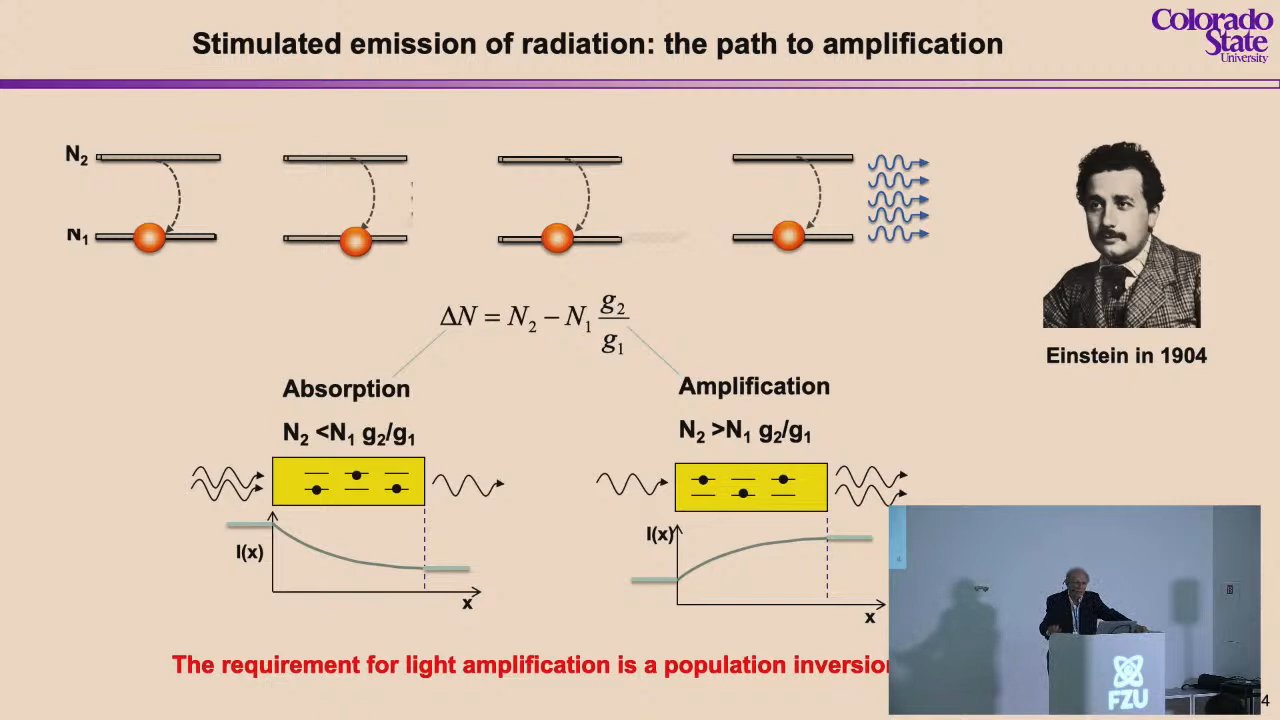 Stimulated emission of radiation: the path to amplification
Colorado
State
University
N2
N1
ΔN = N2 − N1 g2/g1
Einstein in 1904
Absorption
N2 <N1 g2/g1
Amplification
N2 >N1 g2/g1
I(x)
x
I(x)
x
The requirement for light amplification is a population inversion
FZU
4